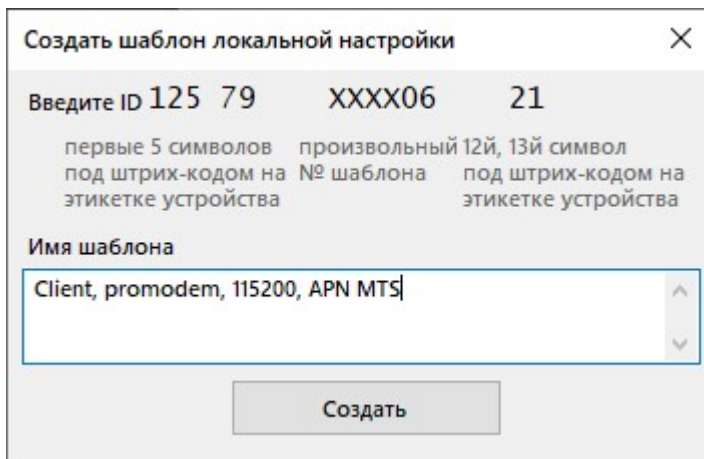 Создать шаблон локальной настройки
Введите ID 125 79 XXXX06 21
первые 5 символов произвольный 12й, 13й символ
под штрих-кодом на № шаблона под штрих-кодом на
этикетке устройства этикетке устройства
Имя шаблона
Client, promodem, 115200, APN MTS
Создать